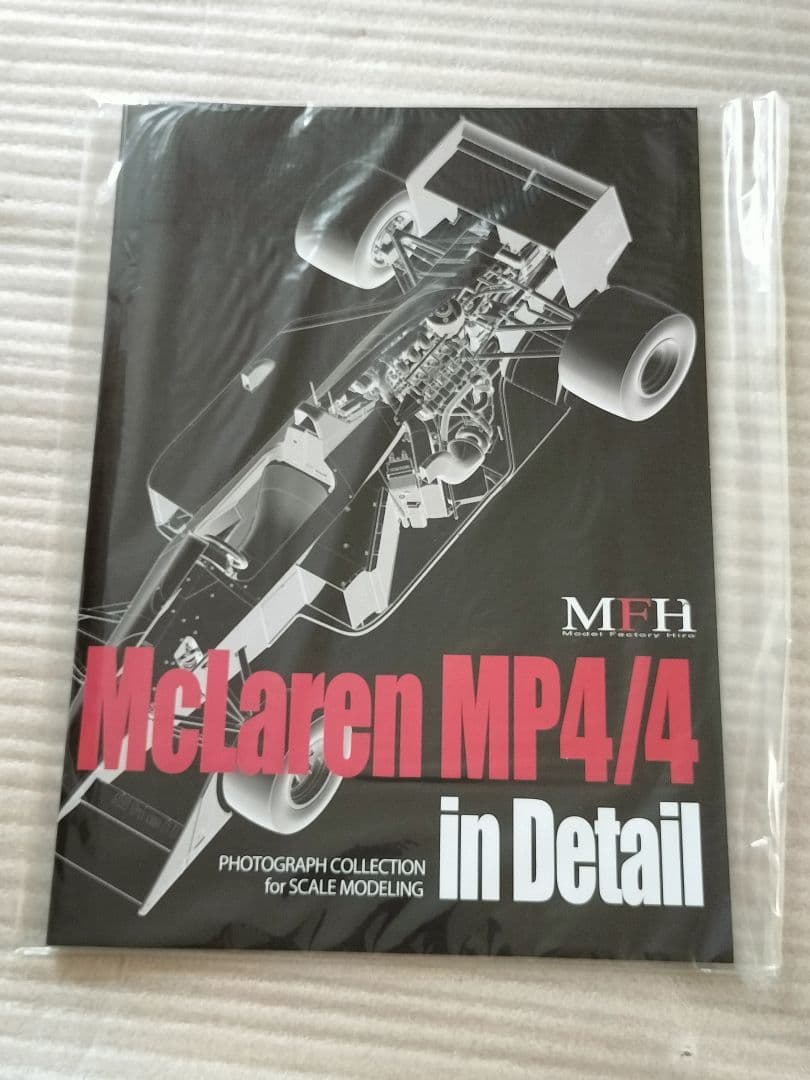 MFH
Model Factory Hiro
McLaren MP4/4
in Detail
PHOTOGRAPH COLLECTION
for SCALE MODELING